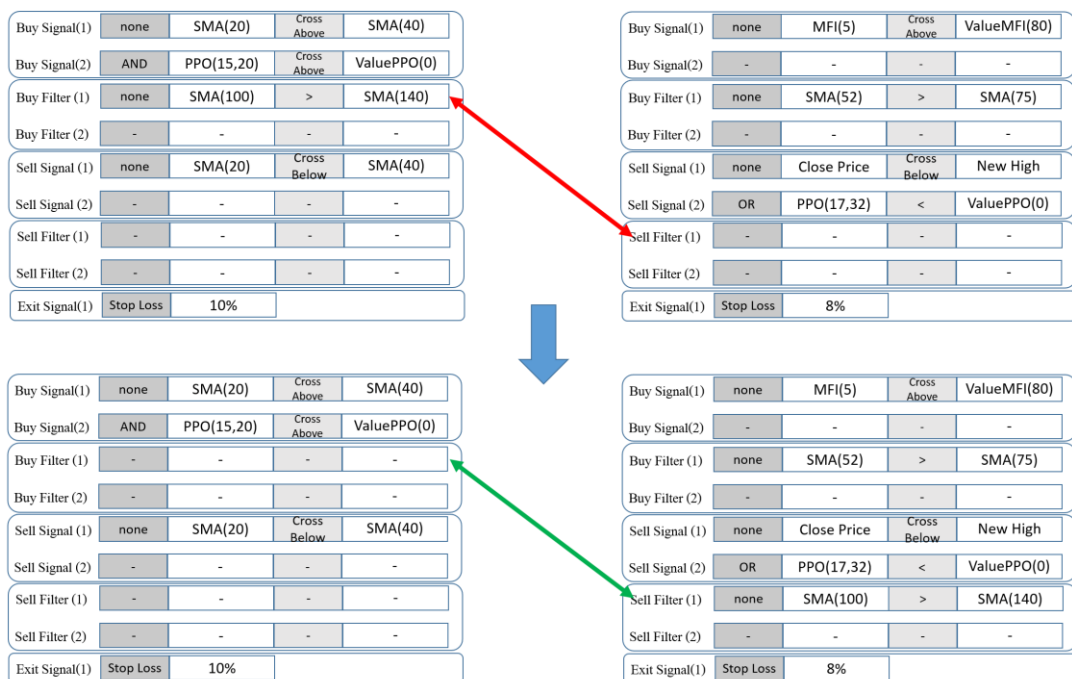 Buy Signal(1) none SMA(20) Cross Above SMA(40)
Buy Signal(2) AND PPO(15,20) Cross Above ValuePPO(0)
Buy Filter (1) none SMA(100) > SMA(140)
Buy Filter (2) - - - -
Sell Signal (1) none SMA(20) Cross Below SMA(40)
Sell Signal (2) - - - -
Sell Filter (1) - - - -
Sell Filter (2) - - - -
Exit Signal(1) Stop Loss 10%
Buy Signal(1) none MFI(5) Cross Above ValueMFI(80)
Buy Signal(2) - - - -
Buy Filter (1) none SMA(52) > SMA(75)
Buy Filter (2) - - - -
Sell Signal (1) none Close Price Cross Below New High
Sell Signal (2) OR PPO(17,32) < ValuePPO(0)
Sell Filter (1) - - - -
Sell Filter (2) - - - -
Exit Signal(1) Stop Loss 8%
Buy Signal(1) none SMA(20) Cross Above SMA(40)
Buy Signal(2) AND PPO(15,20) Cross Above ValuePPO(0)
Buy Filter (1) - - - -
Buy Filter (2) - - - -
Sell Signal (1) none SMA(20) Cross Below SMA(40)
Sell Signal (2) - - - -
Sell Filter (1) - - - -
Sell Filter (2) - - - -
Exit Signal(1) Stop Loss 10%
Buy Signal(1) none MFI(5) Cross Above ValueMFI(80)
Buy Signal(2) - - - -
Buy Filter (1) none SMA(52) > SMA(75)
Buy Filter (2) - - - -
Sell Signal (1) none Close Price Cross Below New High
Sell Signal (2) OR PPO(17,32) < ValuePPO(0)
Sell Filter (1) none SMA(100) > SMA(140)
Sell Filter (2) - - - -
Exit Signal(1) Stop Loss 8%